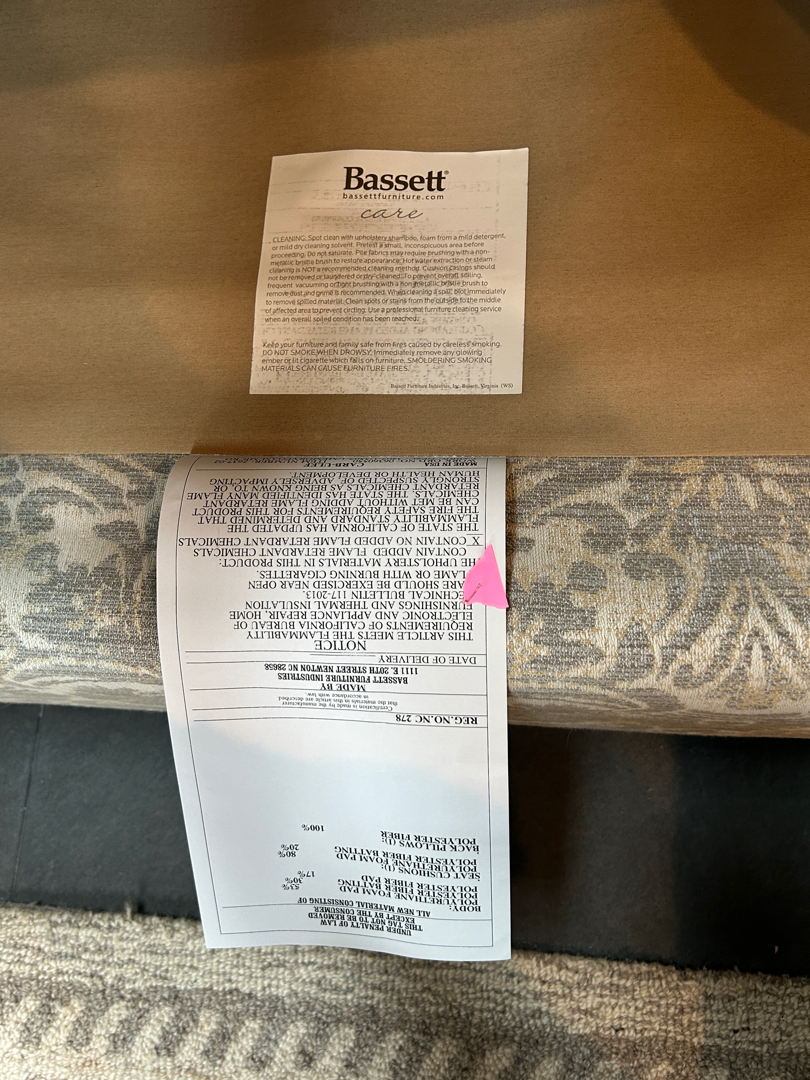 Bassett®
bassettfurniture.com
care
CLEANING: Spot clean with upholstery shampoo, foam from a mild detergent,
or mild dry cleaning solvent. Pretest a small, inconspicuous area before
proceeding. Do not saturate. Pile fabrics may require brushing with a non-
metallic bristle brush to restore appearance. Hot water extraction or steam
cleaning is NOT a recommended cleaning method. Cushion casings should
not be removed or laundered or dry-cleaned. To prevent overall soiling,
frequent vacuuming or light brushing with a non-metallic bristle brush to
remove dust and grime is recommended. When cleaning a spill, blot immediately
to remove spilled material. Clean spots or stains from the outside to the middle
of affected area to prevent circling. Use a professional furniture cleaning service
when an overall soiled condition has been reached.
Keep your furniture and family safe from fires caused by careless smoking.
DO NOT SMOKE WHEN DROWSY. Immediately remove any glowing
ember or lit cigarette which falls on furniture. SMOLDERING SMOKING
MATERIALS CAN CAUSE FURNITURE FIRES.
Bassett Furniture Industries, Inc. Bassett, Virginia (WS)
UNDER PENALTY OF LAW
THIS TAG NOT TO BE REMOVED
EXCEPT BY THE CONSUMER
ALL NEW MATERIAL CONSISTING OF
BODY:
POLYURETHANE FOAM PAD 53%
POLYESTER FIBER BATTING 30%
POLYESTER FIBER PAD 17%
SEAT CUSHIONS (1):
POLYURETHANE FOAM PAD 80%
POLYESTER FIBER BATTING 20%
BACK PILLOWS (1):
POLYESTER FIBER 100%
REG.NO.NC 278
Certification is made by the manufacturer
that the materials in this article are described
in accordance with law.
MADE BY
BASSETT FURNITURE INDUSTRIES
1111 E. 20TH STREET NEWTON NC 28658
DATE OF DELIVERY
NOTICE
THIS ARTICLE MEETS THE FLAMMABILITY
REQUIREMENTS OF CALIFORNIA BUREAU OF
ELECTRONIC AND APPLIANCE REPAIR, HOME
FURNISHINGS AND THERMAL INSULATION
TECHNICAL BULLETIN 117-2013.
CARE SHOULD BE EXERCISED NEAR OPEN
FLAME OR WITH BURNING CIGARETTES.
THE UPHOLSTERY MATERIALS IN THIS PRODUCT:
CONTAIN ADDED FLAME RETARDANT CHEMICALS
X CONTAIN NO ADDED FLAME RETARDANT CHEMICALS
THE STATE OF CALIFORNIA HAS UPDATED THE
FLAMMABILITY STANDARD AND DETERMINED THAT
THE FIRE SAFETY REQUIREMENTS FOR THIS PRODUCT
CAN BE MET WITHOUT ADDING FLAME RETARDANT
CHEMICALS. THE STATE HAS IDENTIFIED MANY FLAME
RETARDANT CHEMICALS AS BEING KNOWN TO, OR
STRONGLY SUSPECTED OF, ADVERSELY IMPACTING
HUMAN HEALTH OR DEVELOPMENT
MADE IN USA